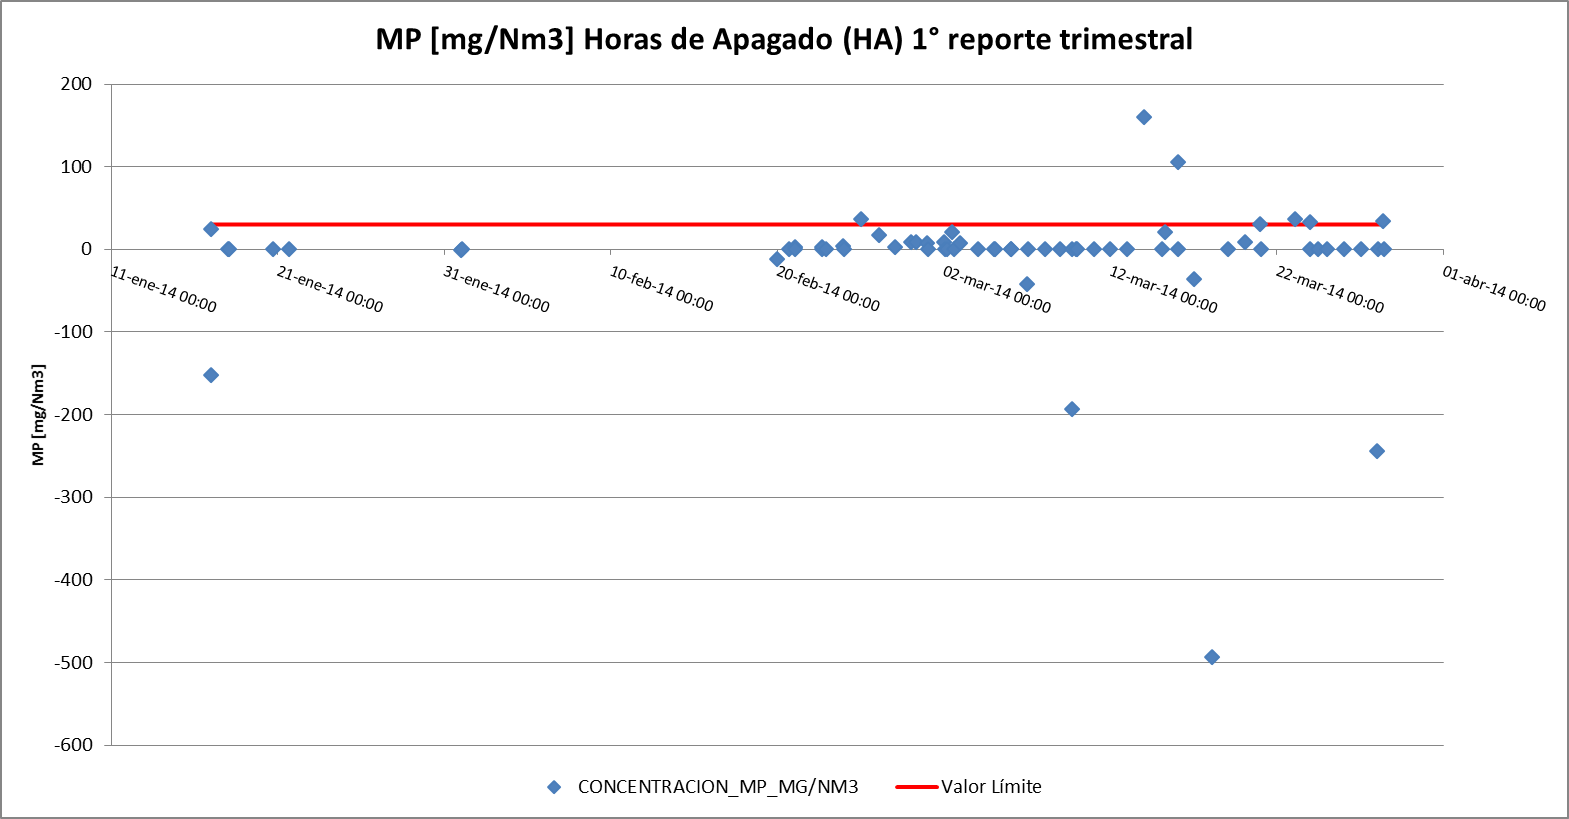 MP [mg/Nm3] Horas de Apagado (HA) 1° reporte trimestral
200
100
0
-100
-200
-300
-400
-500
-600
MP [mg/Nm3]
11-ene-14 00:00
21-ene-14 00:00
31-ene-14 00:00
10-feb-14 00:00
20-feb-14 00:00
02-mar-14 00:00
12-mar-14 00:00
22-mar-14 00:00
01-abr-14 00:00
CONCENTRACION_MP_MG/NM3
Valor Límite